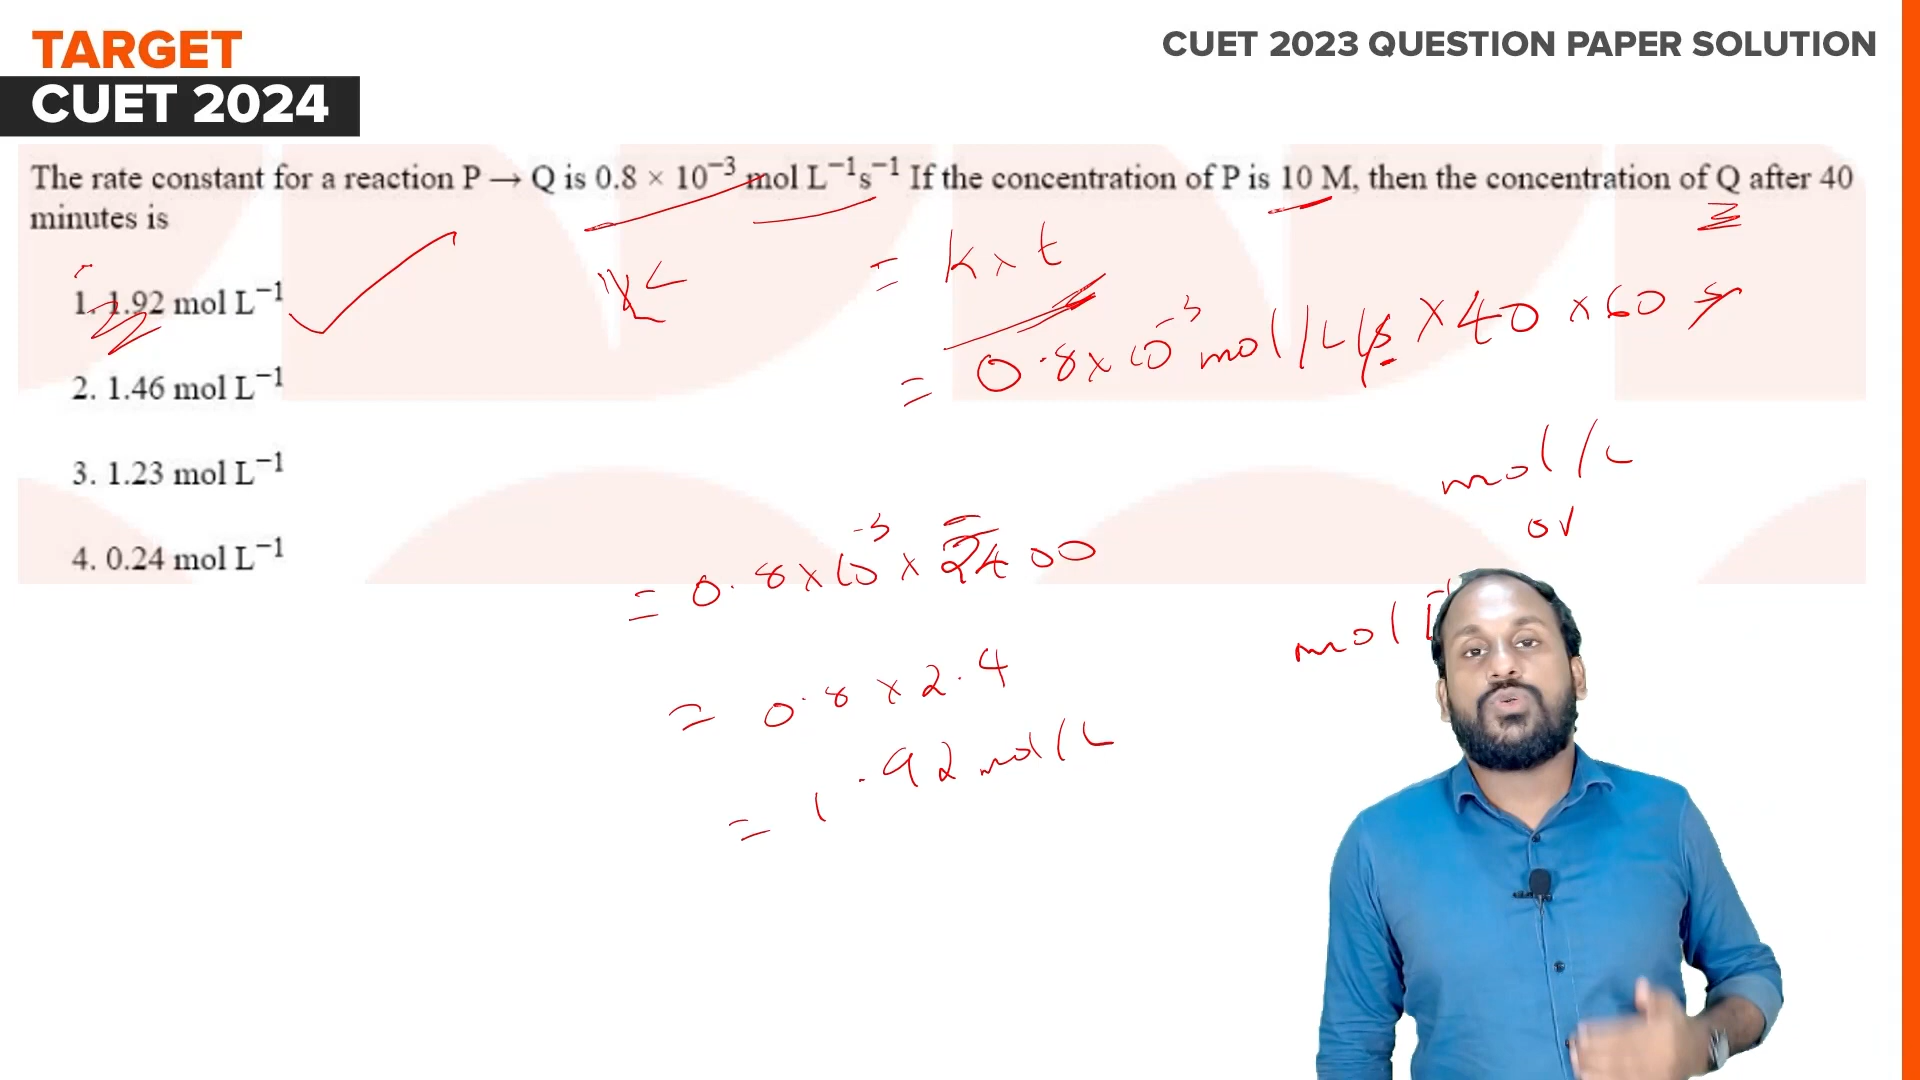 TARGET
CUET 2024
CUET 2023 QUESTION PAPER SOLUTION
The rate constant for a reaction P → Q is 0.8 × 10⁻³ mol L⁻¹s⁻¹ If the concentration of P is 10 M, then the concentration of Q after 40
minutes is
1. 1.92 mol L⁻¹
2. 1.46 mol L⁻¹
3. 1.23 mol L⁻¹
4. 0.24 mol L⁻¹
= K × t
= 0.8 × 10⁻³ mol/L/s × 40 × 60 s
mol/L
or
mol L
= 0.8 × 10⁻³ × 2400
= 0.8 × 2.4
= 1.92 mol/L